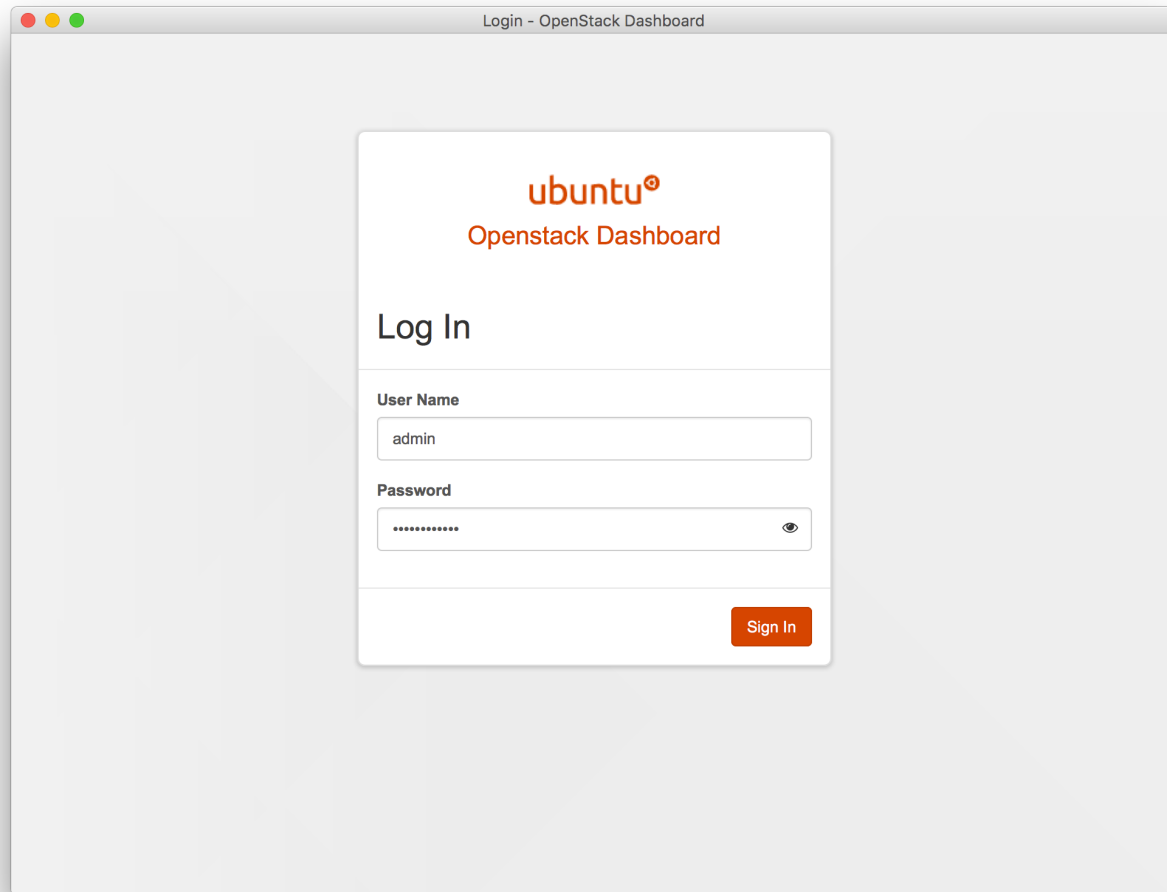 Login - OpenStack Dashboard
ubuntu
Openstack Dashboard
Log In
User Name
admin
Password
••••••••••••
Sign In